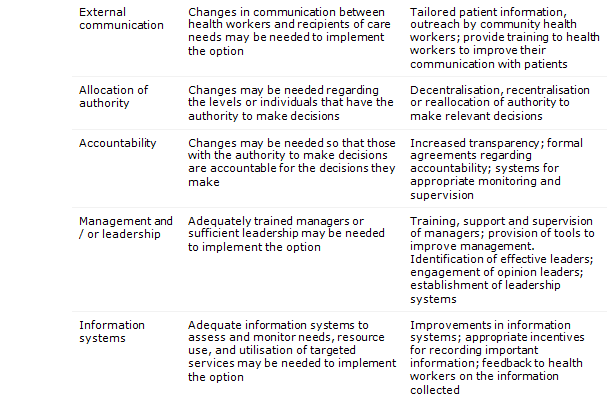 External
communication
Changes in communication between
health workers and recipients of care
needs may be needed to implement
the option
Tailored patient information,
outreach by community health
workers; provide training to health
workers to improve their
communication with patients
Allocation of
authority
Changes may be needed regarding
the levels or individuals that have the
authority to make decisions
Decentralisation, recentralisation
or reallocation of authority to
make relevant decisions
Accountability
Changes may be needed so that those
with the authority to make decisions
are accountable for the decisions they
make
Increased transparency; formal
agreements regarding
accountability; systems for
appropriate monitoring and
supervision
Management and
/ or leadership
Adequately trained managers or
sufficient leadership may be needed
to implement the option
Training, support and supervision
of managers; provision of tools to
improve management.
Identification of effective leaders;
engagement of opinion leaders;
establishment of leadership
systems
Information
systems
Adequate information systems to
assess and monitor needs, resource
use, and utilisation of targeted
services may be needed to implement
the option
Improvements in information
systems; appropriate incentives
for recording important
information; feedback to health
workers on the information
collected